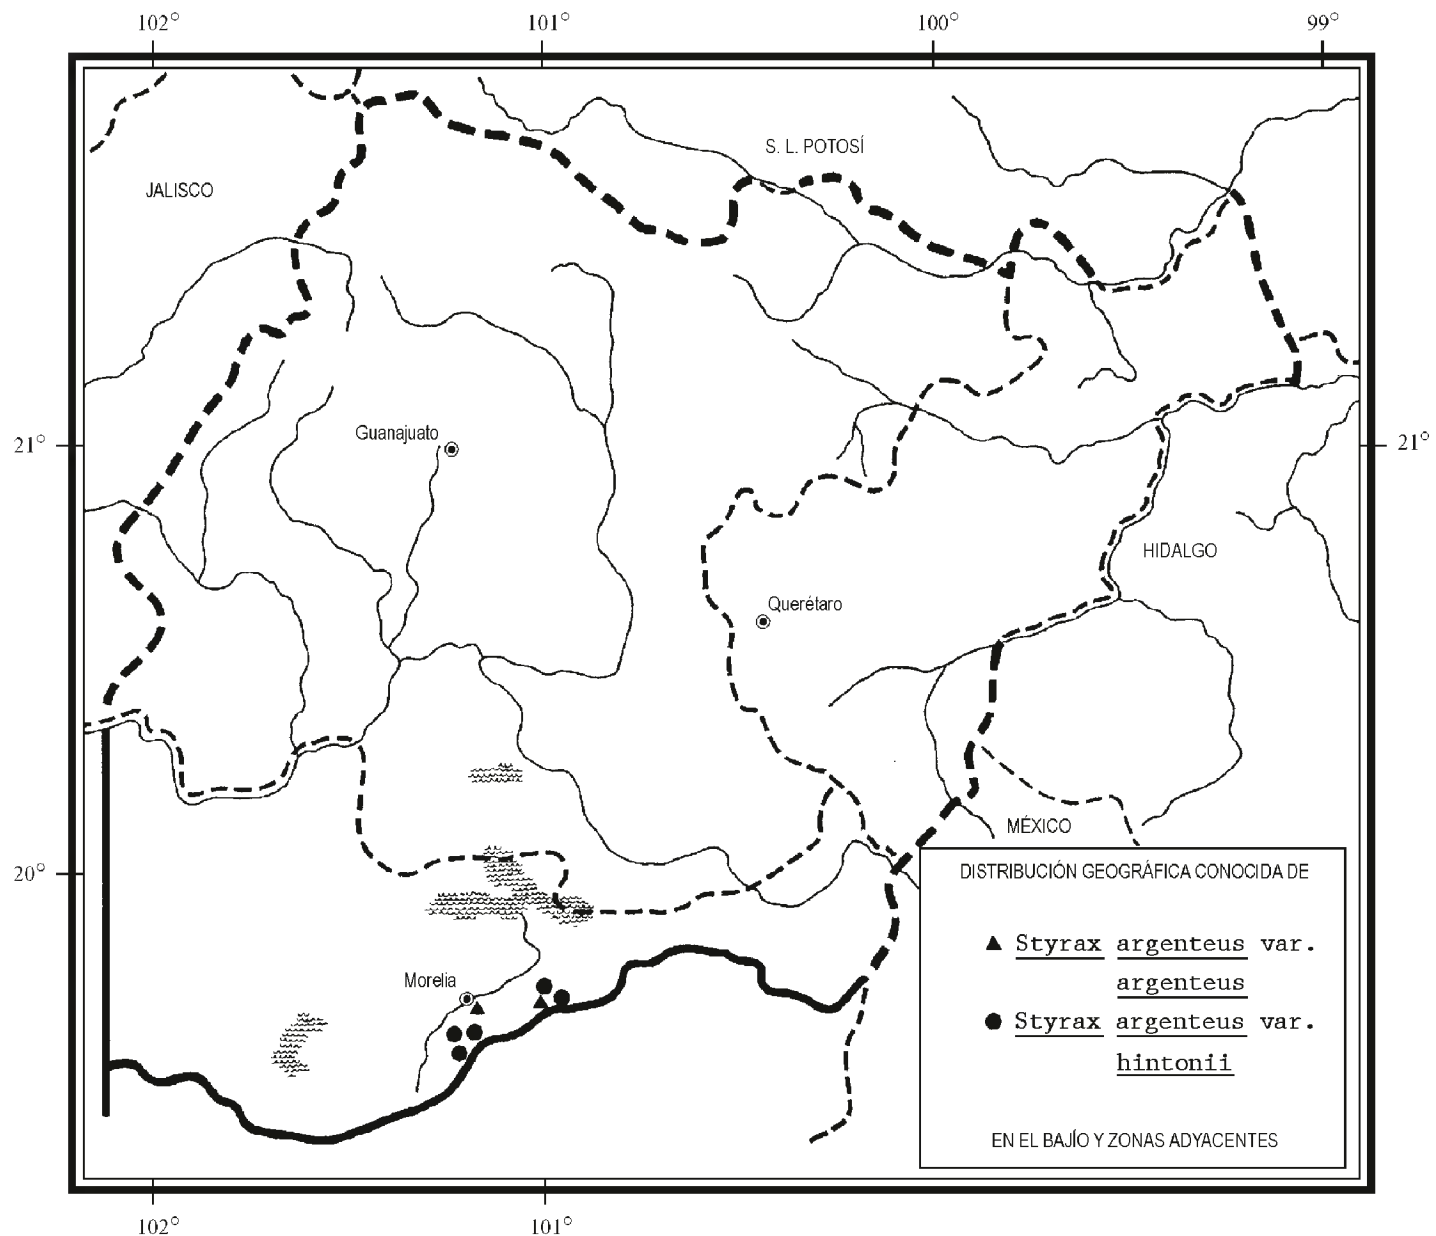 102°
101°
100°
99°
S. L. POTOSÍ
JALISCO
Guanajuato
21°
21°
HIDALGO
Querétaro
MÉXICO
20°
DISTRIBUCIÓN GEOGRÁFICA CONOCIDA DE
Styrax argenteus var.
argenteus
Styrax argenteus var.
hintonii
EN EL BAJÍO Y ZONAS ADYACENTES
Morelia
102°
101°